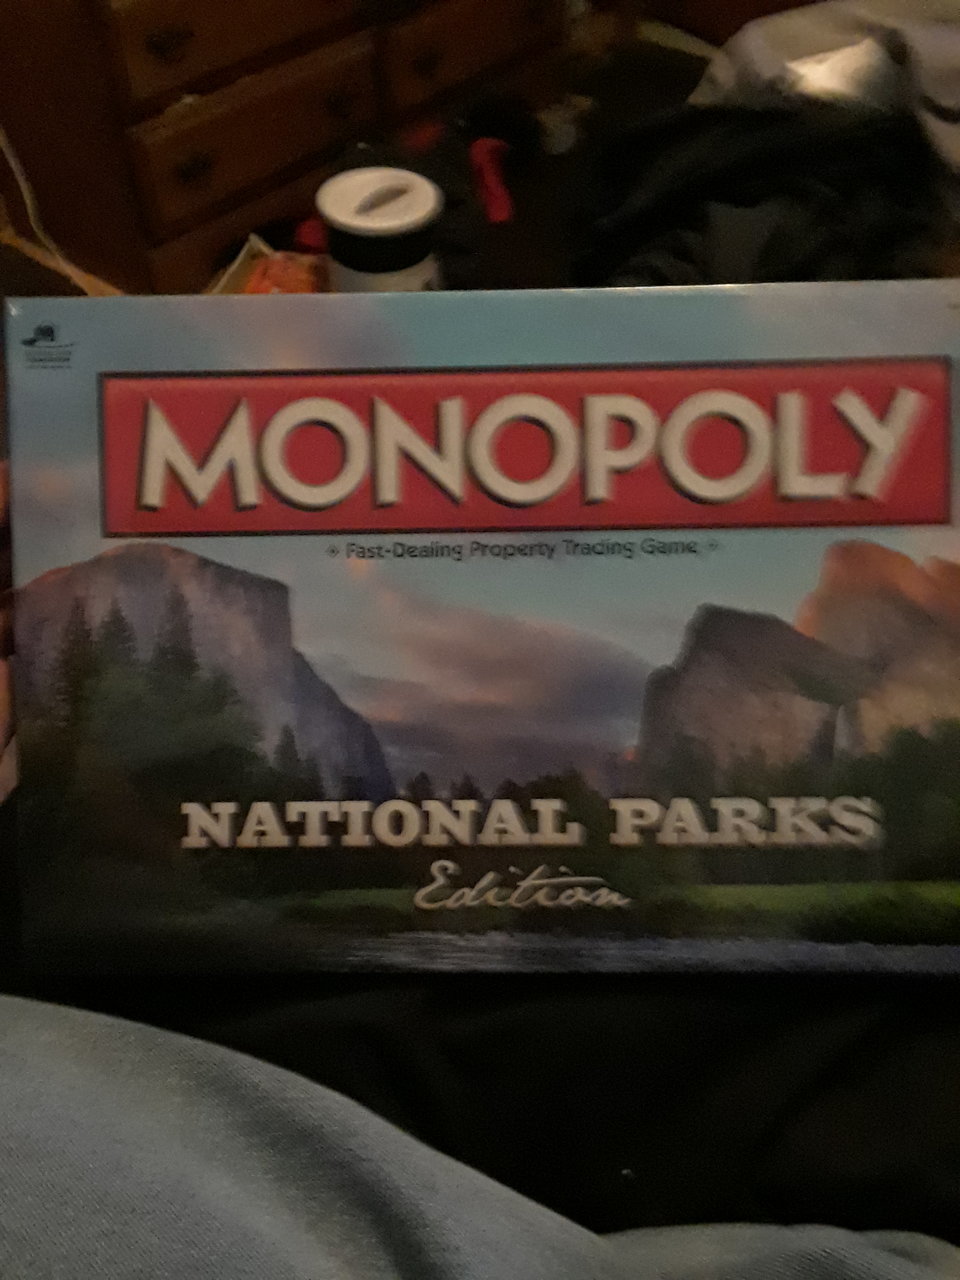 MONOPOLY
Fast-Dealing Property Trading Game
NATIONAL PARKS
Edition